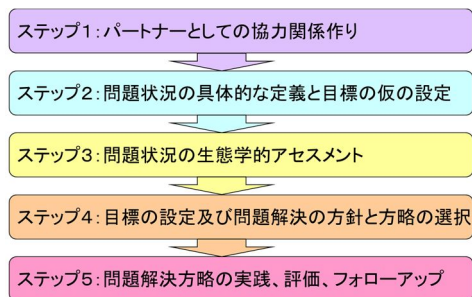 ステップ1：パートナーとしての協力関係作り
ステップ2：問題状況の具体的な定義と目標の仮の設定
ステップ3：問題状況の生態学的アセスメント
ステップ4：目標の設定及び問題解決の方針と方略の選択
ステップ5：問題解決方略の実践、評価、フォローアップ